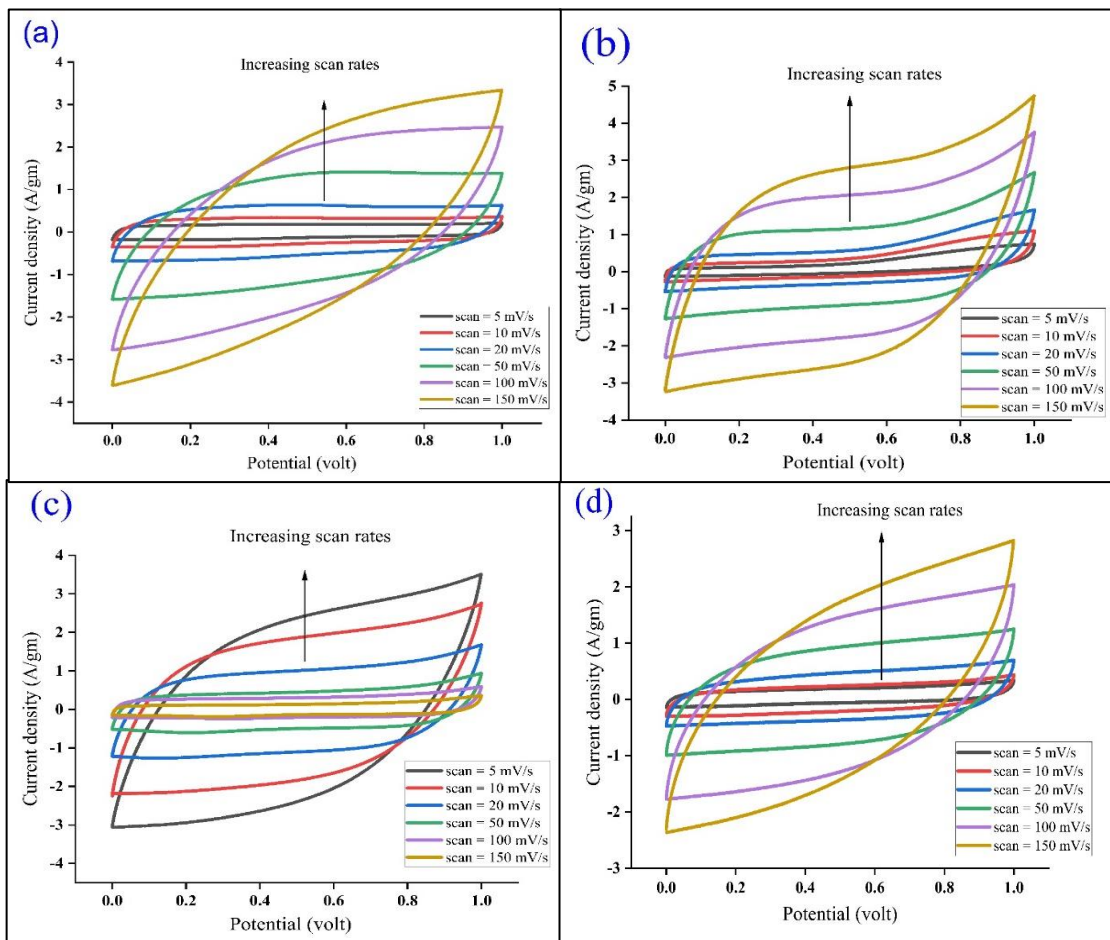 (a)
Increasing scan rates
4
3
2
1
0
-1
-2
-3
-4
Current density (A/gm)
scan = 5 mV/s
scan = 10 mV/s
scan = 20 mV/s
scan = 50 mV/s
scan = 100 mV/s
scan = 150 mV/s
0.0 0.2 0.4 0.6 0.8 1.0
Potential (volt)
(b)
Increasing scan rates
5
4
3
2
1
0
-1
-2
-3
-4
Current density (A/gm)
scan = 5 mV/s
scan = 10 mV/s
scan = 20 mV/s
scan = 50 mV/s
scan = 100 mV/s
scan = 150 mV/s
0.0 0.2 0.4 0.6 0.8 1.0
Potential (volt)
(c)
Increasing scan rates
4
3
2
1
0
-1
-2
-3
-4
Current density (A/gm)
scan = 5 mV/s
scan = 10 mV/s
scan = 20 mV/s
scan = 50 mV/s
scan = 100 mV/s
scan = 150 mV/s
0.0 0.2 0.4 0.6 0.8 1.0
Potential (volt)
(d)
Increasing scan rates
3
2
1
0
-1
-2
-3
Current density (A/gm)
scan = 5 mV/s
scan = 10 mV/s
scan = 20 mV/s
scan = 50 mV/s
scan = 100 mV/s
scan = 150 mV/s
0.0 0.2 0.4 0.6 0.8 1.0
Potential (volt)